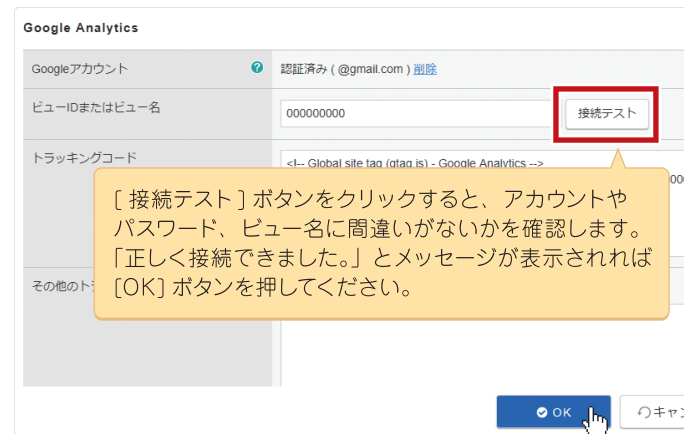 Google Analytics
Googleアカウント
認証済み ( @gmail.com ) 削除
ビューIDまたはビュー名
000000000
接続テスト
トラッキングコード
<!-- Global site tag (gtag.js) - Google Analytics -->
[ 接続テスト ] ボタンをクリックすると、アカウントや
パスワード、ビュー名に間違いがないかを確認します。
「正しく接続できました。」とメッセージが表示されれば
[OK] ボタンを押してください。
その他のト
OK
キャン